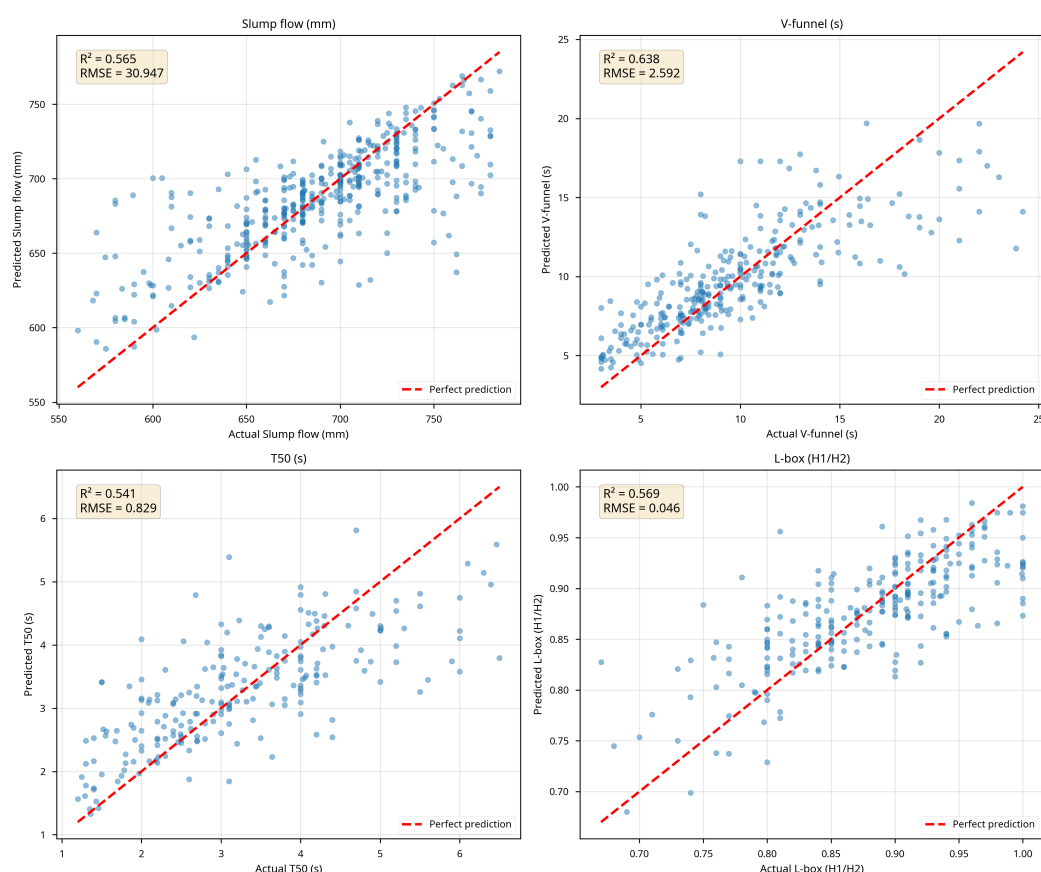 Slump flow (mm)
R² = 0.565
RMSE = 30.947
Predicted Slump flow (mm)
750
700
650
600
550
550
600
650
700
750
Perfect prediction
Actual Slump flow (mm)
V-funnel (s)
R² = 0.638
RMSE = 2.592
Predicted V-funnel (s)
25
20
15
10
5
5
10
15
20
25
Perfect prediction
Actual V-funnel (s)
T50 (s)
R² = 0.541
RMSE = 0.829
Predicted T50 (s)
6
5
4
3
2
1
1
2
3
4
5
6
Perfect prediction
Actual T50 (s)
L-box (H1/H2)
R² = 0.569
RMSE = 0.046
Predicted L-box (H1/H2)
1.00
0.95
0.90
0.85
0.80
0.75
0.70
0.70
0.75
0.80
0.85
0.90
0.95
1.00
Perfect prediction
Actual L-box (H1/H2)